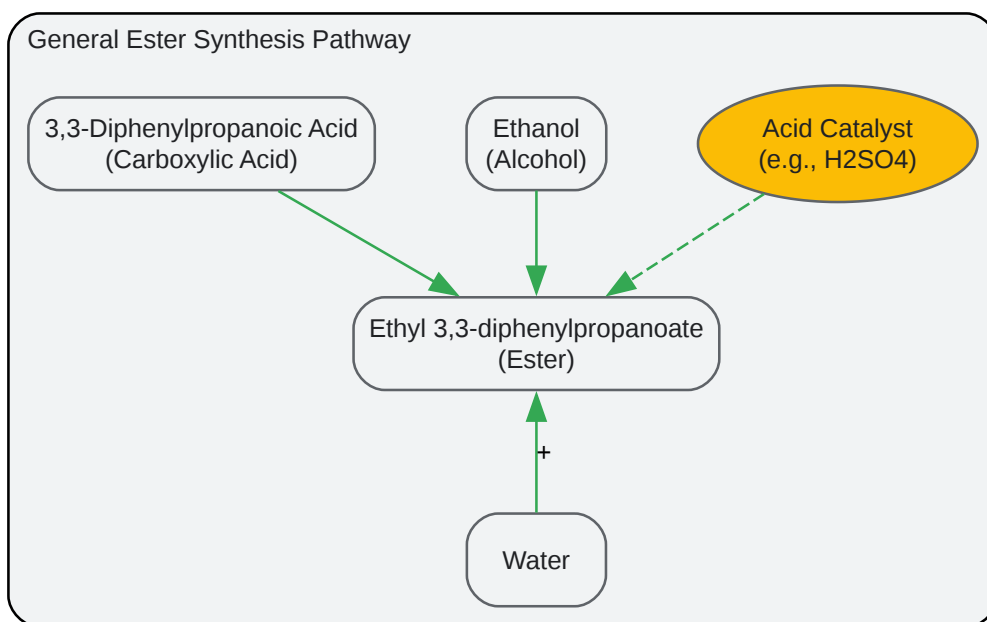 General Ester Synthesis Pathway
3,3-Diphenylpropanoic Acid
(Carboxylic Acid)
Ethanol
(Alcohol)
Acid Catalyst
(e.g., H2SO4)
Ethyl 3,3-diphenylpropanoate
(Ester)
+
Water